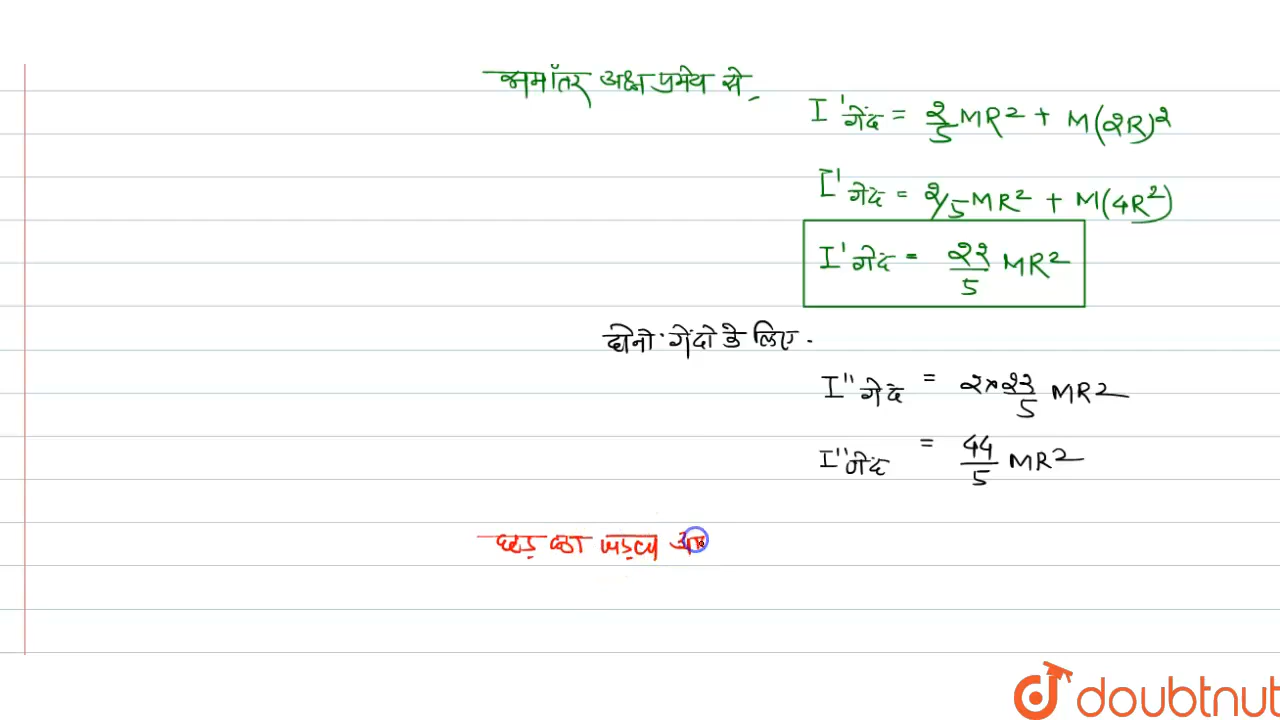 समांतर अक्ष प्रमेय से,
I' गेंद = 2/5 MR² + M(2R)²
I' गेंद = 2/5 MR² + M(4R²)
I' गेंद = 22/5 MR²
दोनो गेंदो के लिए.
I" गेंद = 2×22/5 MR2
I" गेंद = 44/5 MR2
छड़ का जड़त्व आ
doubtnut